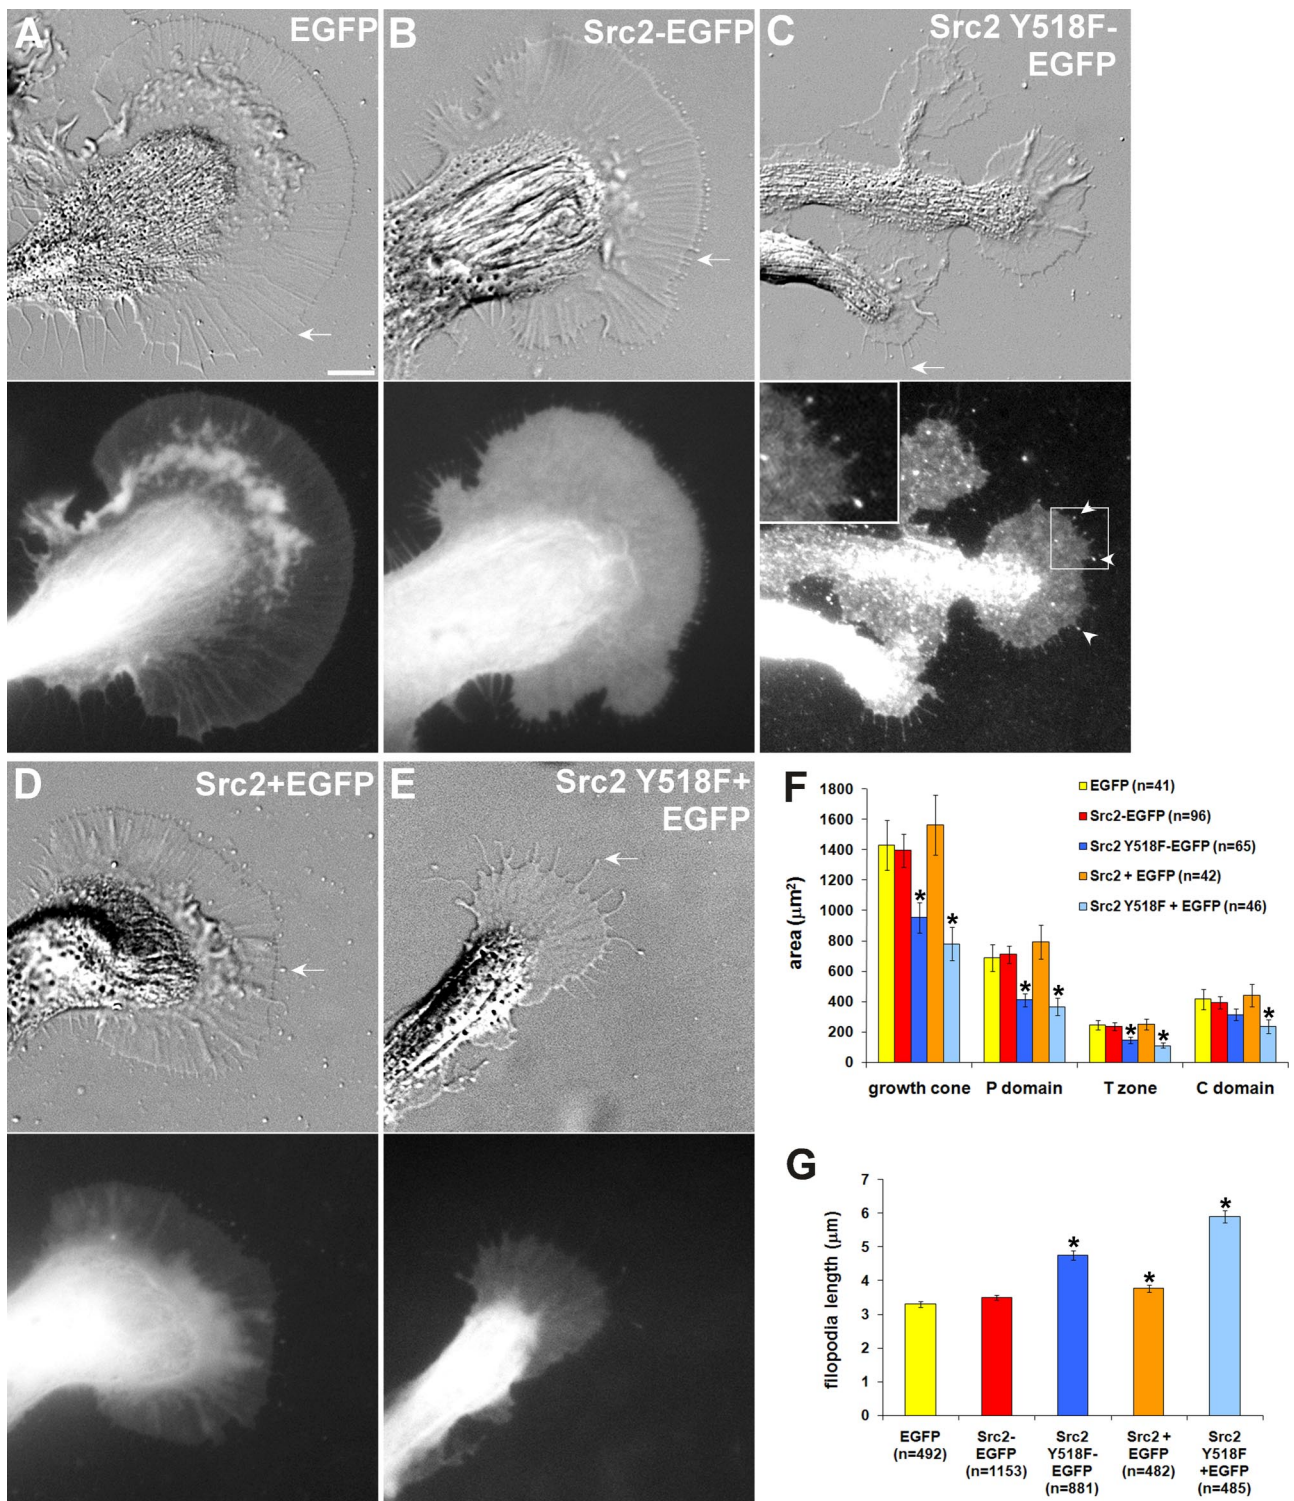 A
EGFP
B
Src2-EGFP
C
Src2 Y518F-
EGFP
D
Src2+EGFP
E
Src2 Y518F+
EGFP
F
1800
1600
1400
1200
1000
800
600
400
200
0
area (μm²)
EGFP (n=41)
Src2-EGFP (n=96)
Src2 Y518F-EGFP (n=65)
Src2 + EGFP (n=42)
Src2 Y518F + EGFP (n=46)
* * * * * * *
growth cone P domain T zone C domain
G
7
6
5
4
3
2
1
0
filopodia length (μm)
* * *
EGFP
(n=492)
Src2-
EGFP
(n=1153)
Src2
Y518F-
EGFP
(n=881)
Src2 +
EGFP
(n=482)
Src2
Y518F
+EGFP
(n=485)